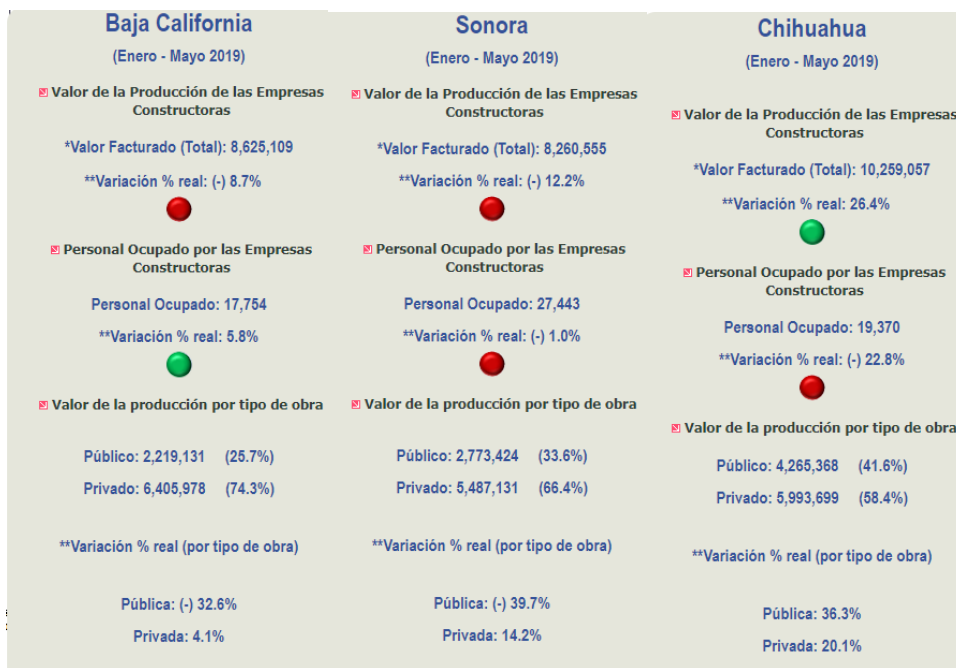 Baja California
(Enero - Mayo 2019)
Valor de la Producción de las Empresas
Constructoras
*Valor Facturado (Total): 8,625,109
**Variación % real: (-) 8.7%
Personal Ocupado por las Empresas
Constructoras
Personal Ocupado: 17,754
**Variación % real: 5.8%
Valor de la producción por tipo de obra
Público: 2,219,131 (25.7%)
Privado: 6,405,978 (74.3%)
**Variación % real (por tipo de obra)
Pública: (-) 32.6%
Privada: 4.1%
Sonora
(Enero - Mayo 2019)
Valor de la Producción de las Empresas
Constructoras
*Valor Facturado (Total): 8,260,555
**Variación % real: (-) 12.2%
Personal Ocupado por las Empresas
Constructoras
Personal Ocupado: 27,443
**Variación % real: (-) 1.0%
Valor de la producción por tipo de obra
Público: 2,773,424 (33.6%)
Privado: 5,487,131 (66.4%)
**Variación % real (por tipo de obra)
Pública: (-) 39.7%
Privada: 14.2%
Chihuahua
(Enero - Mayo 2019)
Valor de la Producción de las Empresas
Constructoras
*Valor Facturado (Total): 10,259,057
**Variación % real: 26.4%
Personal Ocupado por las Empresas
Constructoras
Personal Ocupado: 19,370
**Variación % real: (-) 22.8%
Valor de la producción por tipo de obra
Público: 4,265,368 (41.6%)
Privado: 5,993,699 (58.4%)
**Variación % real (por tipo de obra)
Pública: 36.3%
Privada: 20.1%